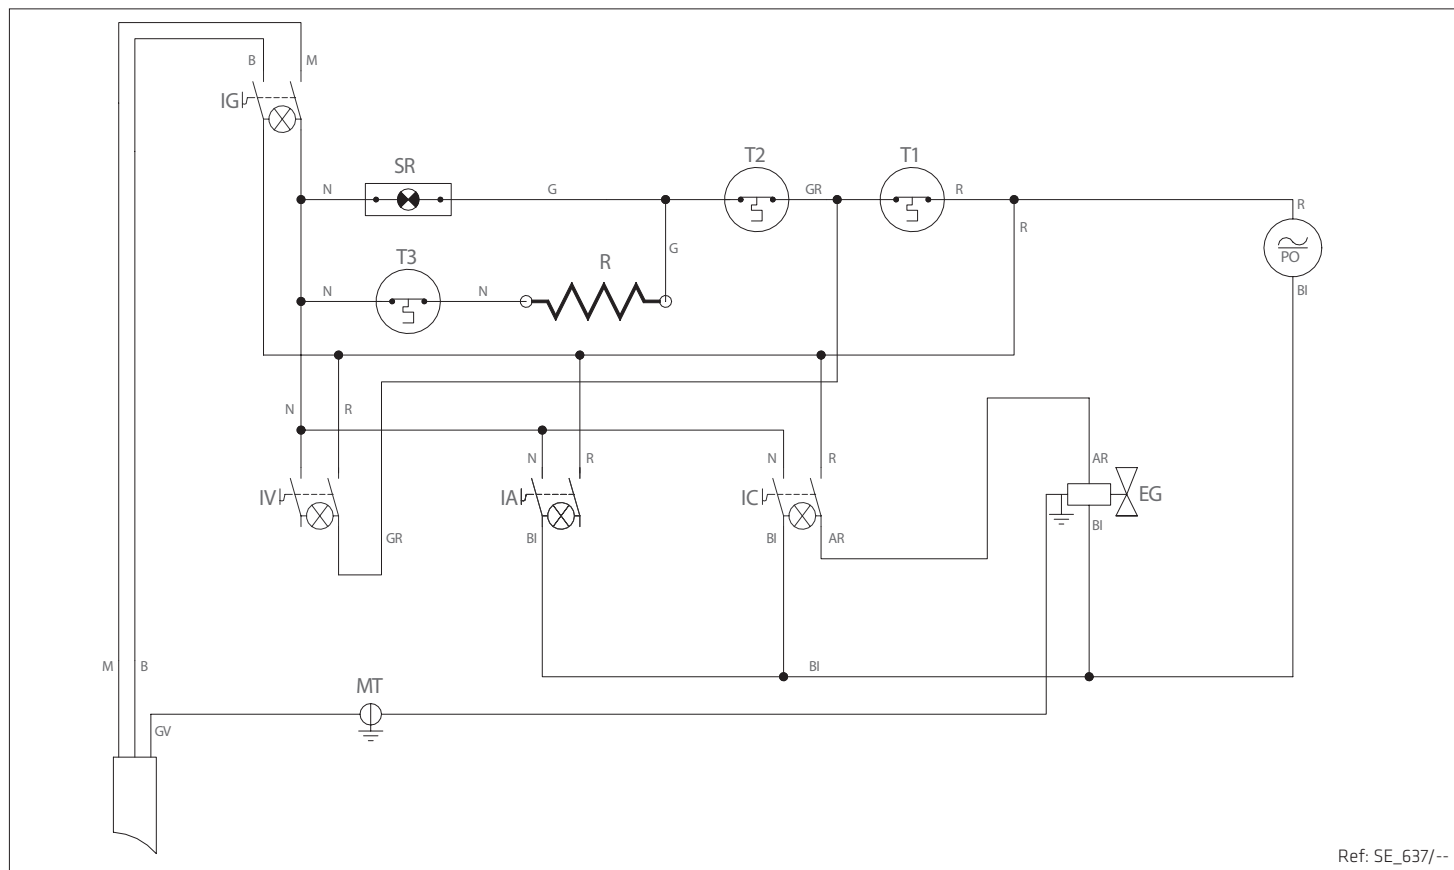 B
M
IG
SR
T2
T1
N
G
GR
R
R
R
G
T3
R
PO
N
N
BI
N
R
N
R
N
R
AR
IV
IA
IC
EG
GR
BI
BI
AR
BI
M
B
MT
BI
GV
Ref: SE_637/--